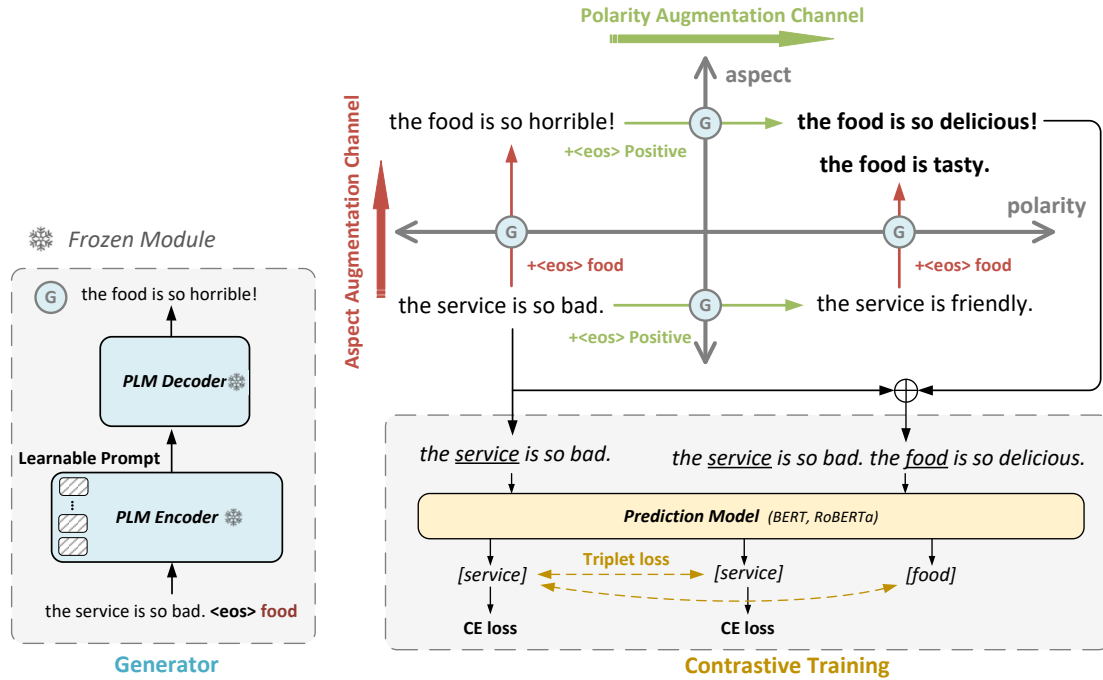 Polarity Augmentation Channel
aspect
the food is so horrible!
G
the food is so delicious!
+<eos> Positive
the food is tasty.
Aspect Augmentation Channel
polarity
G
G
+<eos> food
+<eos> food
the service is so bad.
G
the service is friendly.
+<eos> Positive
Frozen Module
G
the food is so horrible!
PLM Decoder
Learnable Prompt
PLM Encoder
the service is so bad. <eos> food
Generator
the service is so bad.
the service is so bad. the food is so delicious.
Prediction Model (BERT, RoBERTa)
Triplet loss
[service]
[service]
[food]
CE loss
CE loss
Contrastive Training